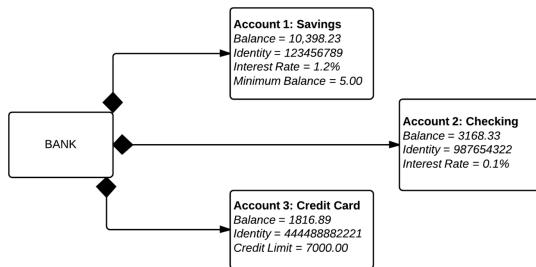 Account 1: Savings
Balance = 10,398.23
Identity = 123456789
Interest Rate = 1.2%
Minimum Balance = 5.00
BANK
Account 2: Checking
Balance = 3168.33
Identity = 987654322
Interest Rate = 0.1%
Account 3: Credit Card
Balance = 1816.89
Identity = 444488882221
Credit Limit = 7000.00